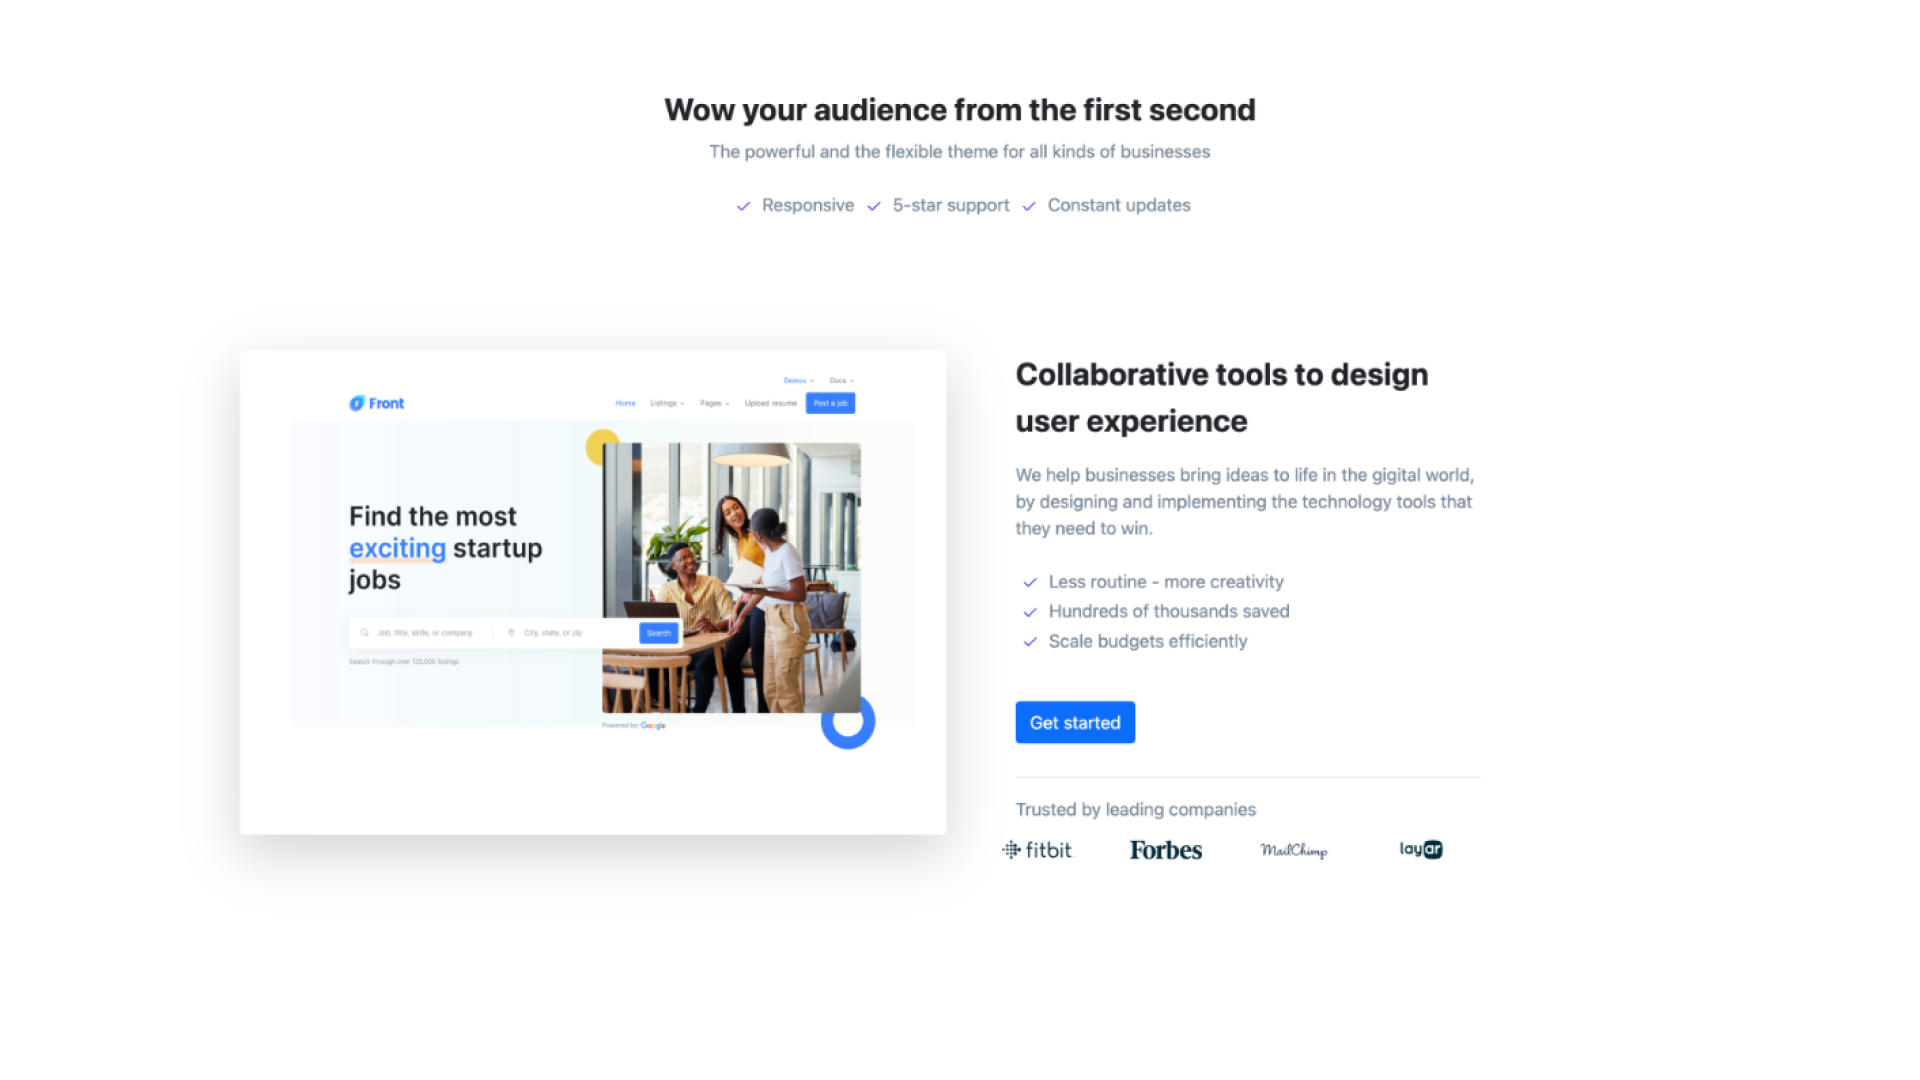 Wow your audience from the first second
The powerful and the flexible theme for all kinds of businesses
Responsive 5-star support Constant updates
Demos Docs
Front
Home Listings Pages Upload resume Post a job
Find the most
exciting startup
jobs
Job, title, skills, or company City, state, or zip Search
Search through over 125,000 listings
Powered by: Google
Collaborative tools to design
user experience
We help businesses bring ideas to life in the gigital world,
by designing and implementing the technology tools that
they need to win.
Less routine - more creativity
Hundreds of thousands saved
Scale budgets efficiently
Get started
Trusted by leading companies
fitbit Forbes MailChimp layar